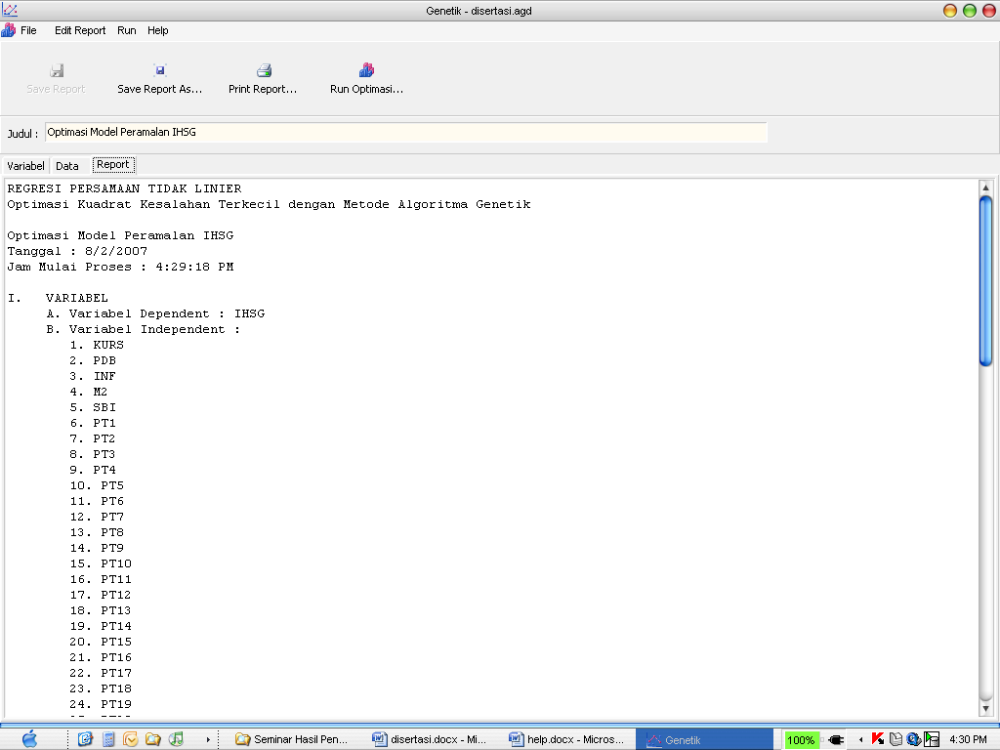 Genetik - disertasi.agd
File Edit Report Run Help
Save Report Save Report As... Print Report... Run Optimasi...
Judul : Optimasi Model Peramalan IHSG
Variabel Data Report
REGRESI PERSAMAAN TIDAK LINIER
Optimasi Kuadrat Kesalahan Terkecil dengan Metode Algoritma Genetik
Optimasi Model Peramalan IHSG
Tanggal : 8/2/2007
Jam Mulai Proses : 4:29:18 PM
I. VARIABEL
A. Variabel Dependent : IHSG
B. Variabel Independent :
1. KURS
2. PDB
3. INF
4. M2
5. SBI
6. PT1
7. PT2
8. PT3
9. PT4
10. PT5
11. PT6
12. PT7
13. PT8
14. PT9
15. PT10
16. PT11
17. PT12
18. PT13
19. PT14
20. PT15
21. PT16
22. PT17
23. PT18
24. PT19
Seminar Hasil Pen... disertasi.docx - Mi... help.docx - Micros... Genetik 100% 4:30 PM